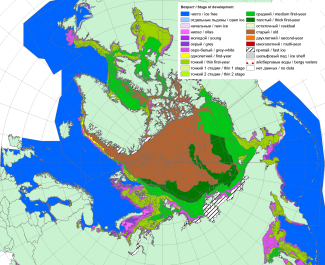 Возраст / Stage of development
чисто / ice free
ледяные водные / open ice
начальные / new ice
нилас / nilas
молодой / young
серый / grey
серо-белый / grey-white
однолетний / first-year
тонкий / thin first-year
тонкий 1 стадии / thin 1 stage
тонкий 2 стадии / thin 2 stage
средний / medium first-year
толстый / thick first-year
остаточный / residual
старый / old
двухлетний / second-year
многолетний / multi-year
припай / fast ice
шельфовый лед / ice shelf
айсберговые воды / bergy waters
нет данных / no data